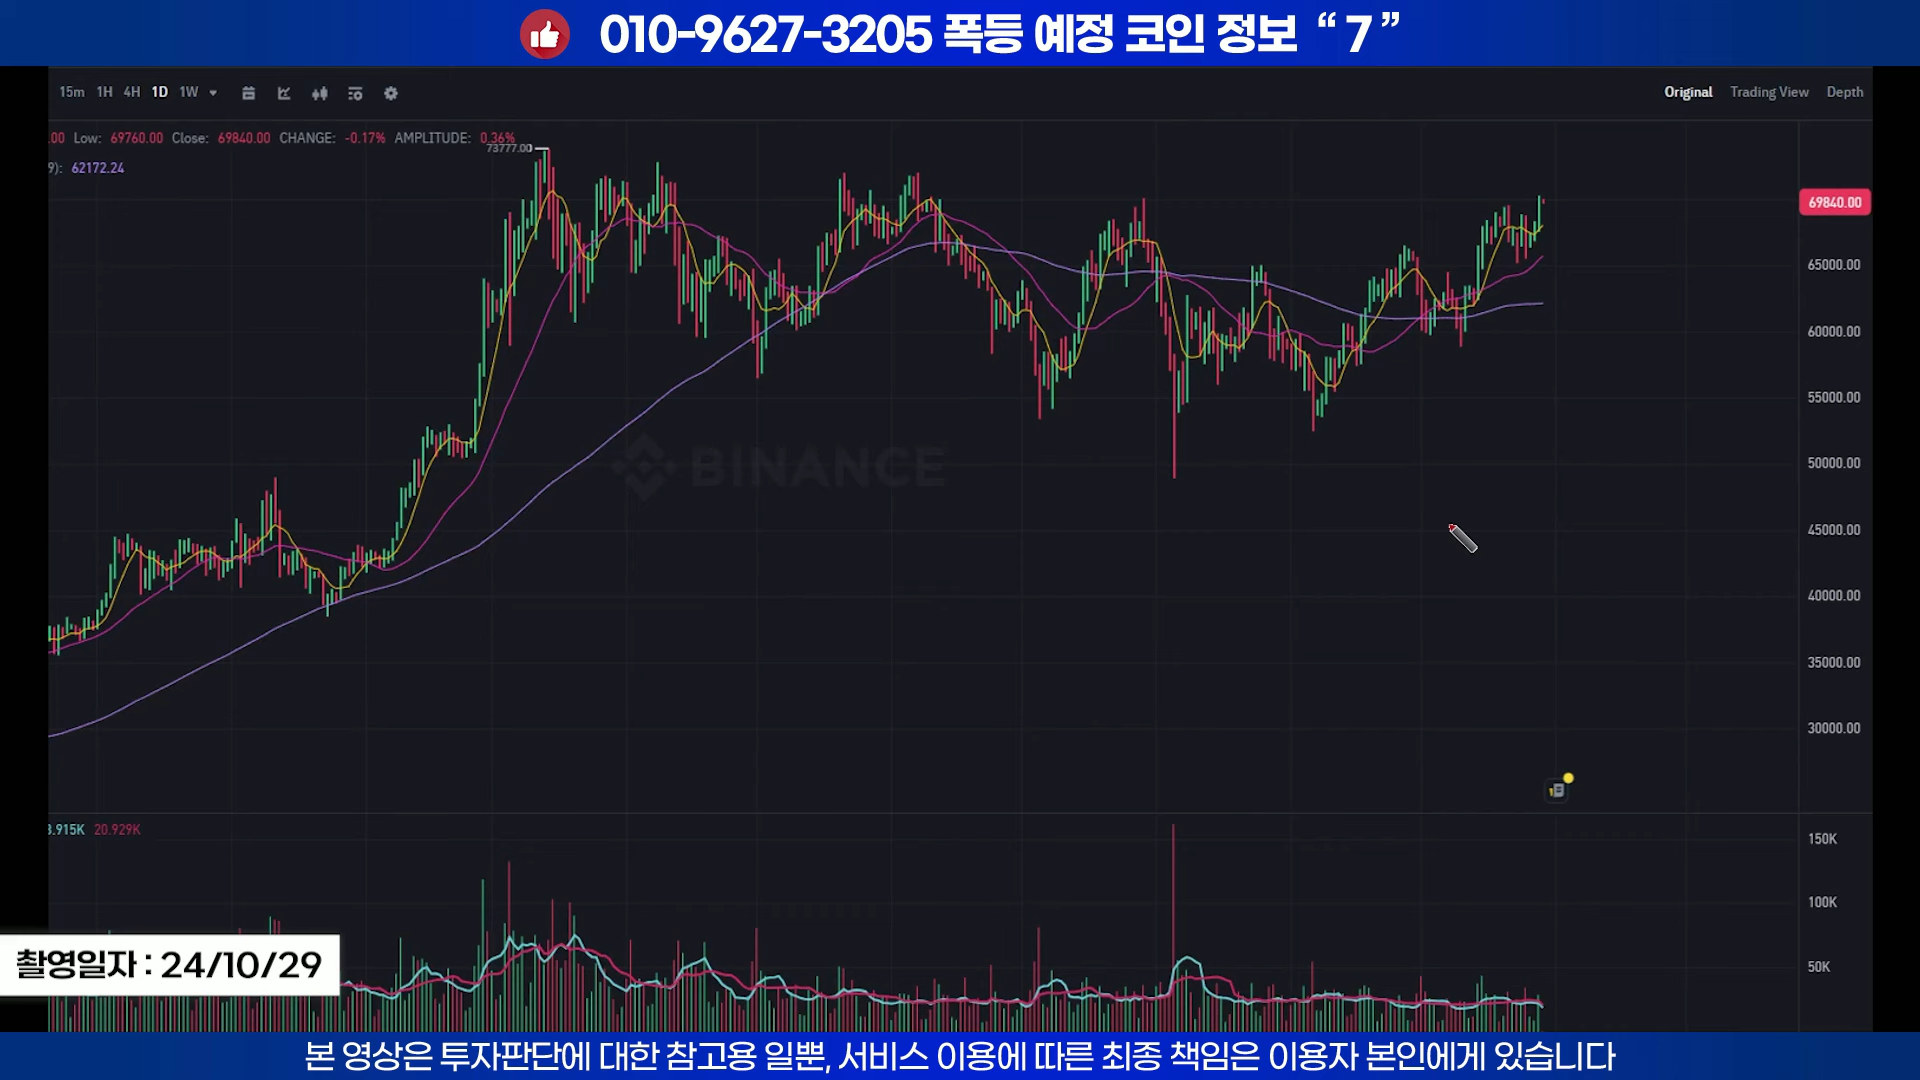 010-9627-3205 폭등 예정 코인 정보 “ 7 ”
15m 1H 4H 1D 1W
Original Trading View Depth
.00 Low: 69760.00 Close: 69840.00 CHANGE: -0.17% AMPLITUDE: 0.36%
73777.00
9): 62172.24
69840.00
65000.00
60000.00
55000.00
BINANCE
50000.00
45000.00
40000.00
35000.00
30000.00
3.915K 20.929K
150K
100K
촬영일자 : 24/10/29
50K
본 영상은 투자판단에 대한 참고용 일뿐, 서비스 이용에 따른 최종 책임은 이용자 본인에게 있습니다